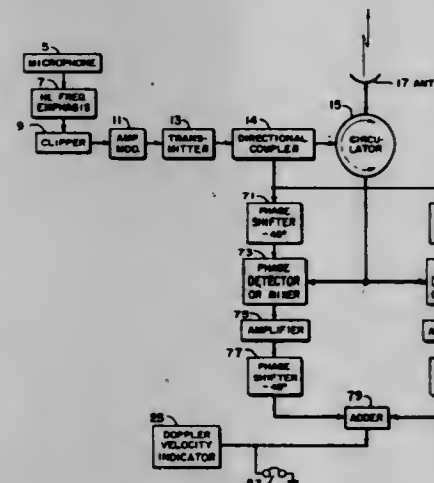 5
MICROPHONE
7
HI. FREQ.
EMPHASIS
9
CLIPPER
11
AMP
MOD.
13
TRANS-
MITTER
14
DIRECTIONAL
COUPLER
15
CIRCU-
LATOR
17 ANT
71
PHASE
SHIFTER
73
PHASE
DETECTOR
OR MIXER
75
AMPLIFIER
77
PHASE
SHIFTER
79
ADDER
25
DOPPLER
VELOCITY
INDICATOR